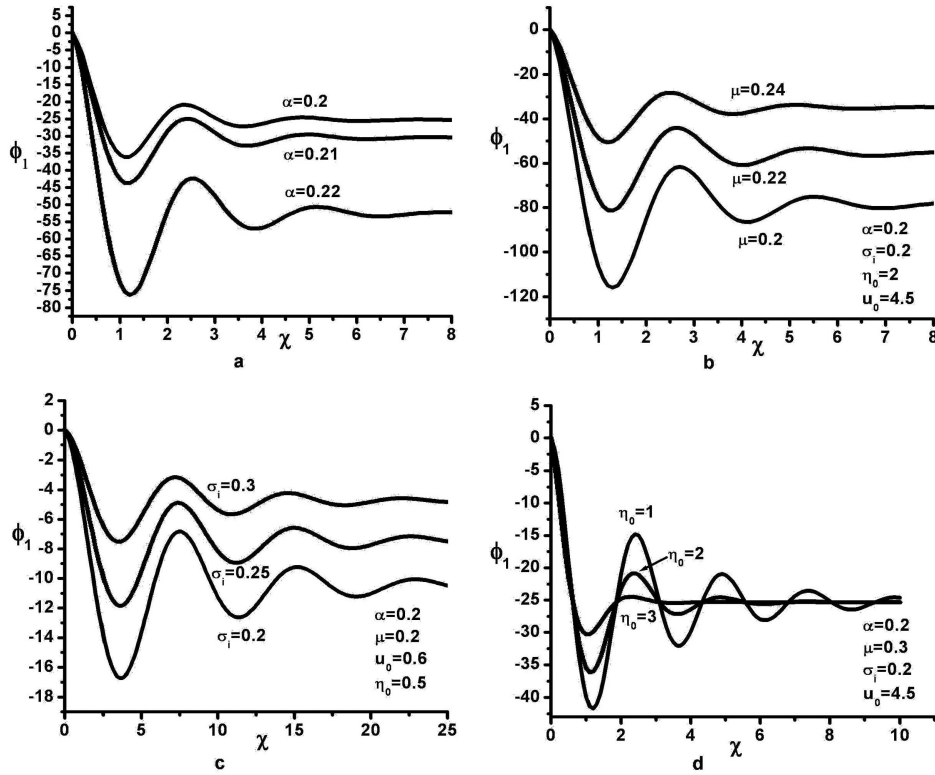 5
0
-5
-10
-15
-20
-25
-30
-35
-40
-45
-50
-55
-60
-65
-70
-75
-80
ϕ1
α=0.2
α=0.21
α=0.22
0 1 2 3 4 5 6 7 8
χ
a
0
-20
-40
-60
-80
-100
-120
ϕ1
μ=0.24
μ=0.22
μ=0.2
α=0.2
σi=0.2
η0=2
u0=4.5
0 1 2 3 4 5 6 7 8
χ
b
2
0
-2
-4
-6
-8
-10
-12
-14
-16
-18
ϕ1
σi=0.3
σi=0.25
σi=0.2
α=0.2
μ=0.2
u0=0.6
η0=0.5
0 5 10 15 20 25
χ
c
5
0
-5
-10
-15
-20
-25
-30
-35
-40
ϕ1
η0=1
η0=2
η0=3
α=0.2
μ=0.3
σi=0.2
u0=4.5
0 2 4 6 8 10
χ
d